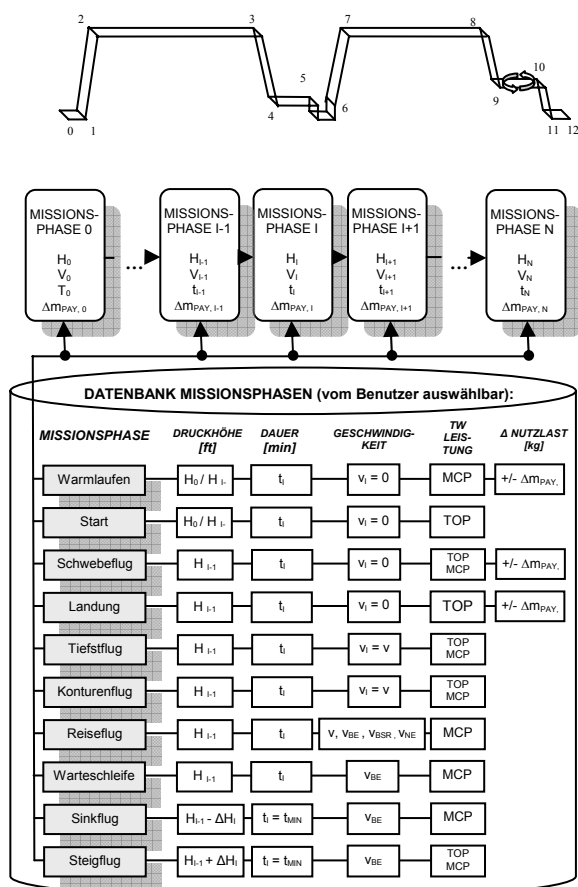 2 3 7 8
5 10
4 6 9
0 1 11 12
MISSIONS-
PHASE 0
H0
V0
T0
ΔmPAY, 0
...
MISSIONS-
PHASE I-1
HI-1
VI-1
tI-1
ΔmPAY, I-1
MISSIONS-
PHASE I
HI
VI
tI
ΔmPAY, I
MISSIONS-
PHASE I+1
HI+1
VI+1
tI+1
ΔmPAY, I+1
...
MISSIONS-
PHASE N
HN
VN
tN
ΔmPAY, N
DATENBANK MISSIONSPHASEN (vom Benutzer auswählbar):
MISSIONSPHASE
DRUCKHÖHE
[ft]
DAUER
[min]
GESCHWINDIG-
KEIT
TW
LEIS-
TUNG
Δ NUTZLAST
[kg]
Warmlaufen H0 / H I- tI vI = 0 MCP +/- ΔmPAY,
Start H0 / H I- tI vI = 0 TOP
Schwebeflug H I-1 tI vI = 0 TOP MCP +/- ΔmPAY,
Landung H I-1 tI vI = 0 TOP +/- ΔmPAY,
Tiefstflug H I-1 tI vI = v TOP MCP
Konturenflug H I-1 tI vI = v TOP MCP
Reiseflug H I-1 tI v, vBE , vBSR , vNE MCP
Warteschleife H I-1 tI vBE MCP
Sinkflug HI-1 - ΔHI tI = tMIN vBE MCP
Steigflug HI-1 + ΔHI tI = tMIN vBE TOP MCP